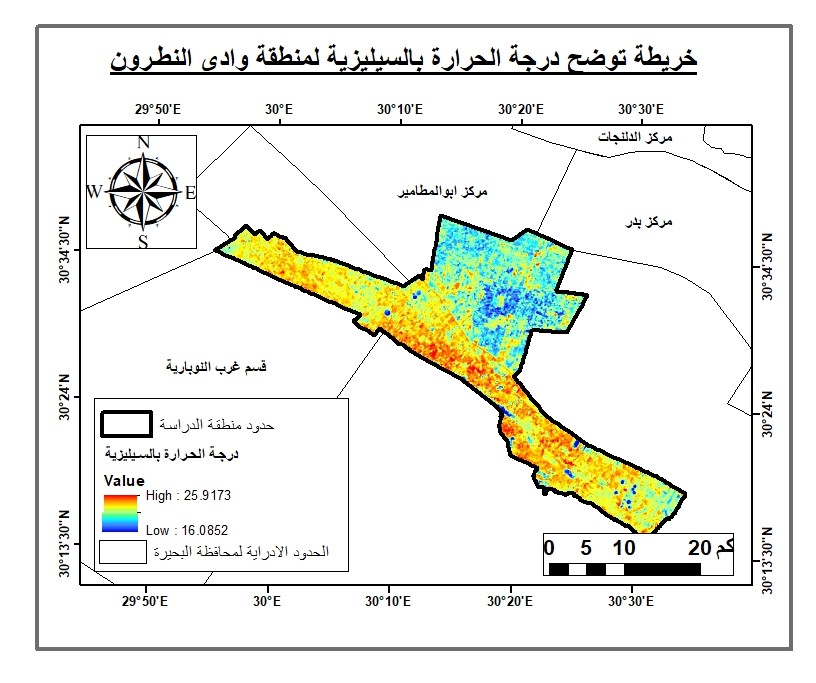 خريطة توضح درجة الحرارة بالسيليزية لمنطقة وادى النطرون
29°50'E 30°E 30°10'E 30°20'E 30°30'E
N
W E
S
مركز الدلنجات
مركز ابوالمطامير
مركز بدر
30°34'30"N 30°34'30"N
قسم غرب النوبارية
30°24'N 30°24'N
حدود منطقة الدراسة
درجة الحرارة بالسيليزية
Value
High : 25.9173
Low : 16.0852
الحدود الادراية لمحافظة البحيرة
0 5 10 20 كم
30°13'30"N 30°13'30"N
29°50'E 30°E 30°10'E 30°20'E 30°30'E